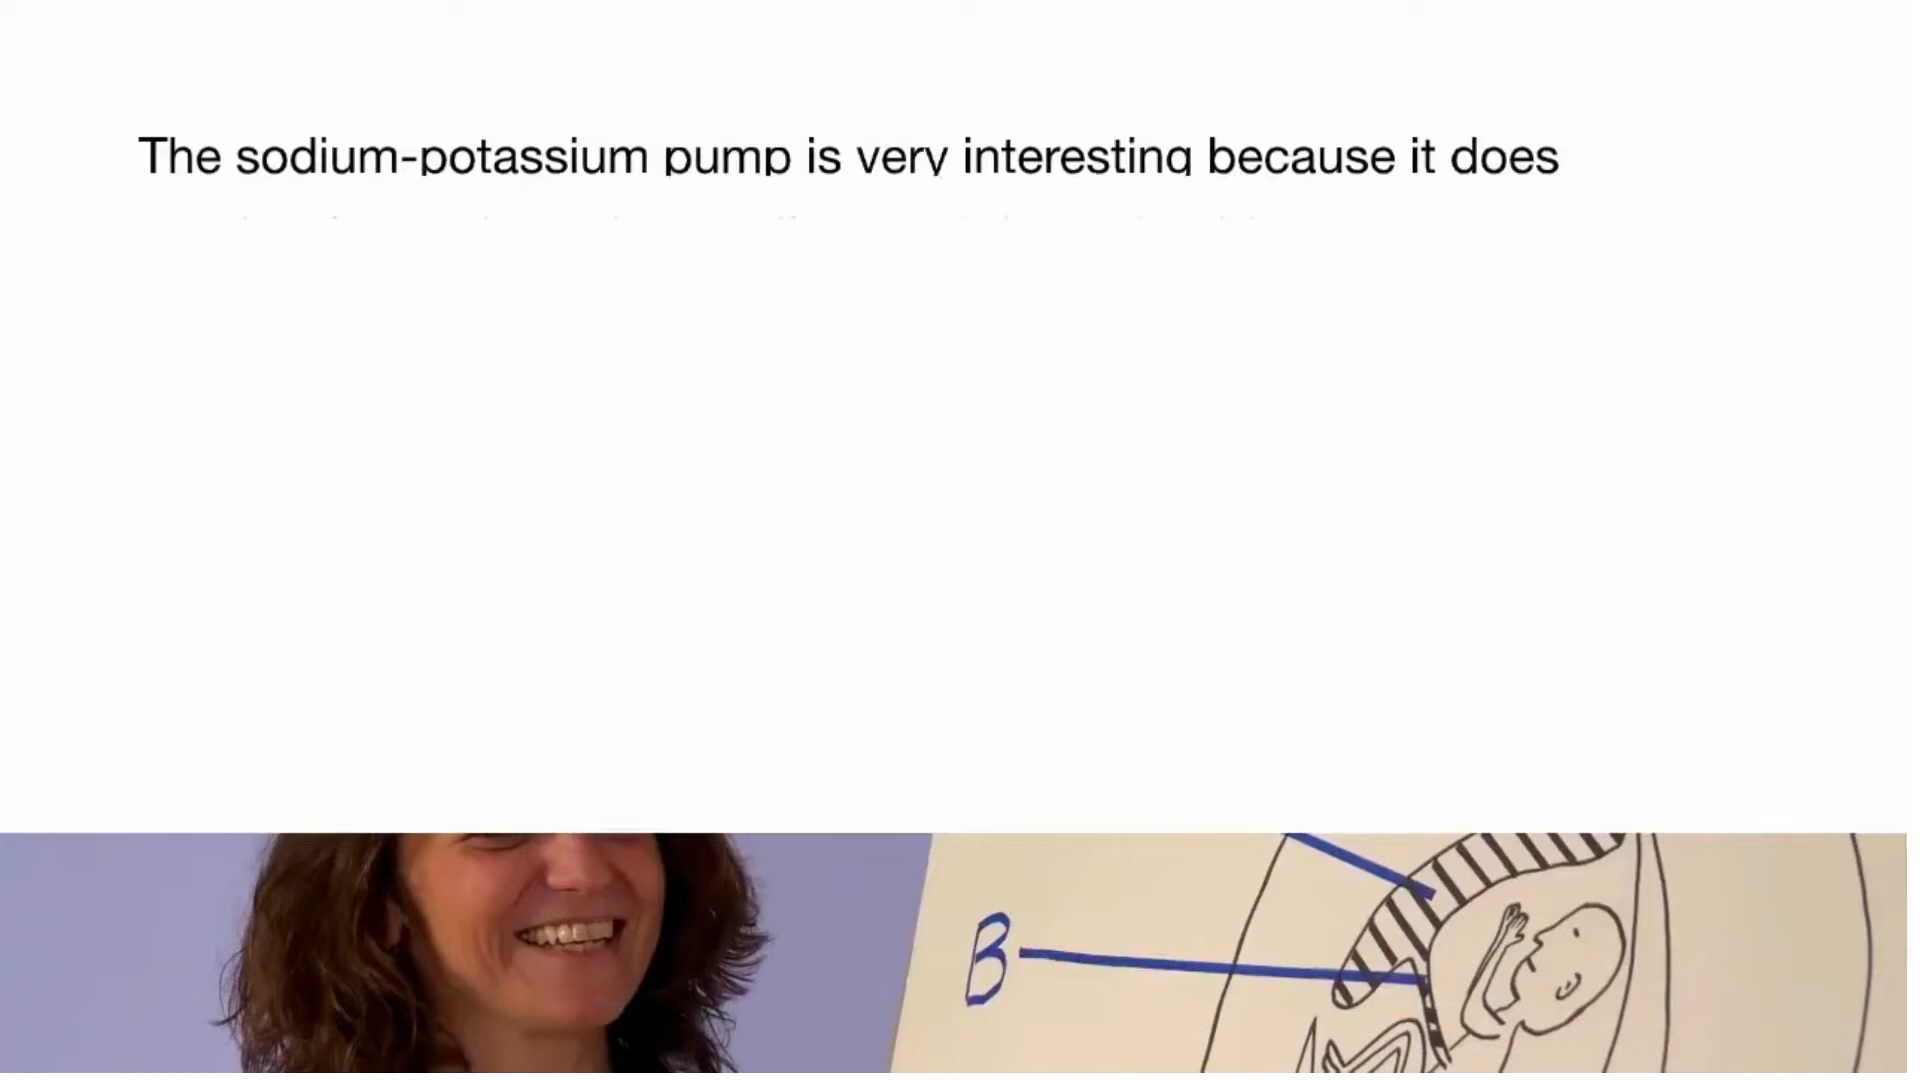 The sodium-potassium pump is very interesting because it does
B